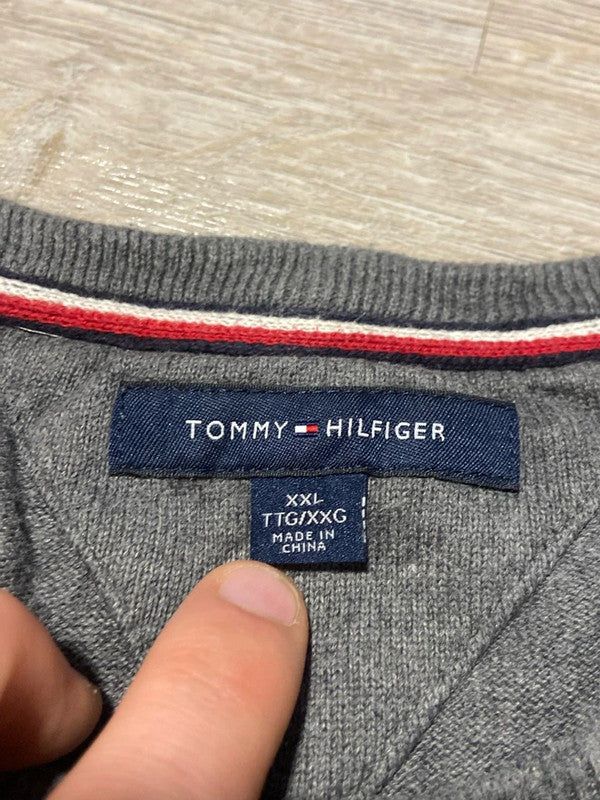 TOMMY HILFIGER
XXL
TTG/XXG
MADE IN
CHINA